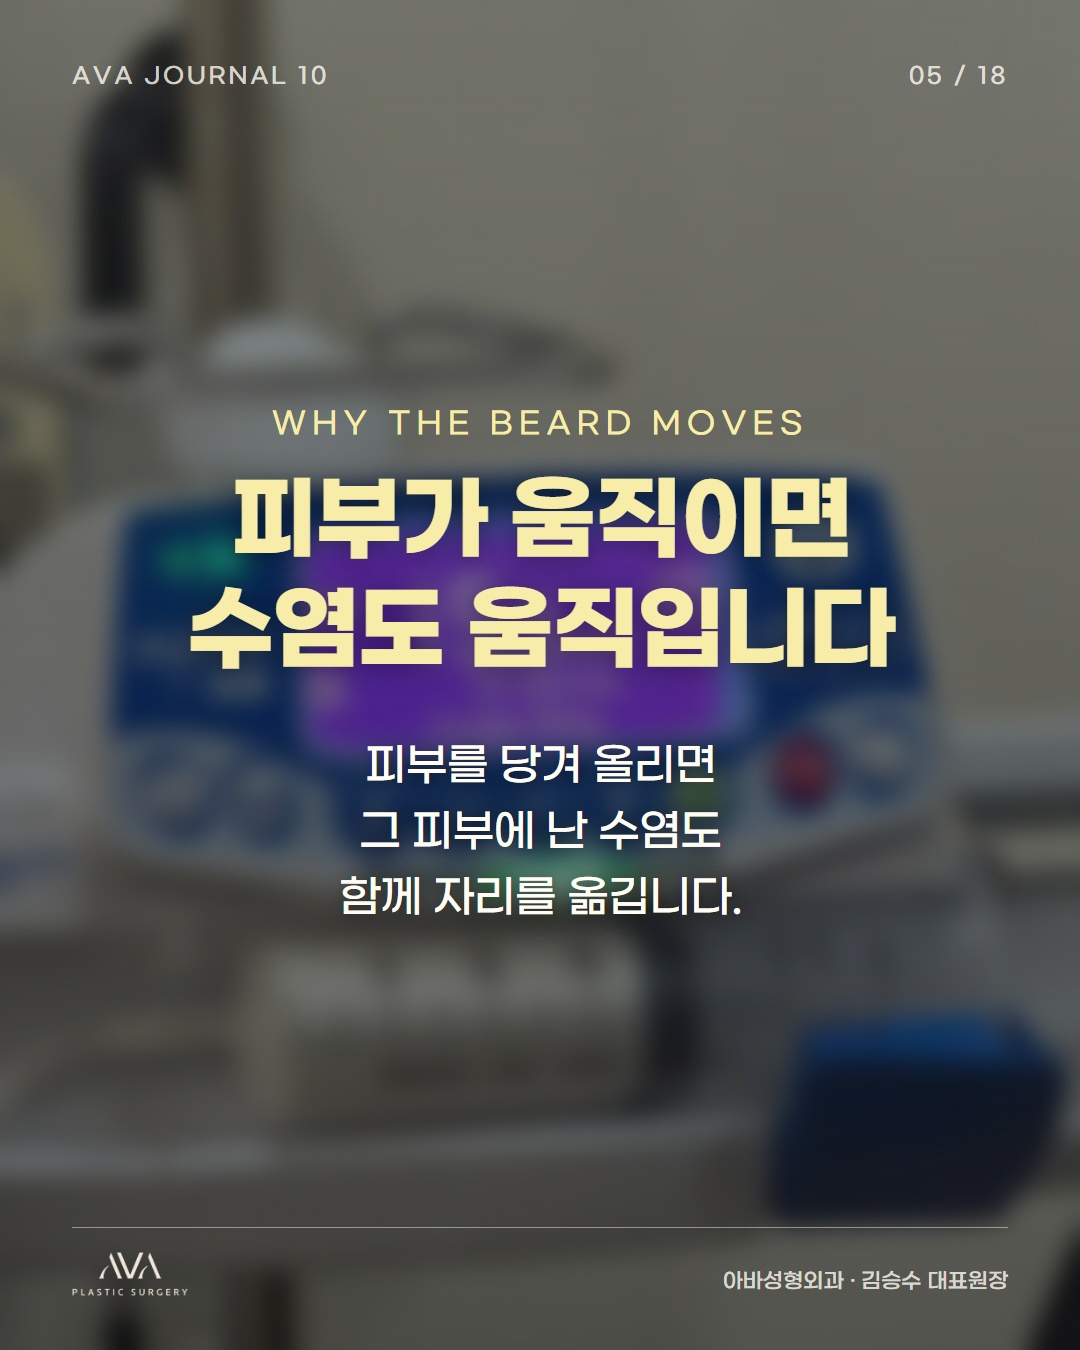 AVA JOURNAL 10
05 / 18
WHY THE BEARD MOVES
피부가 움직이면
수염도 움직입니다
피부를 당겨 올리면
그 피부에 난 수염도
함께 자리를 옮깁니다.
AVA
PLASTIC SURGERY
아바성형외과 · 김승수 대표원장